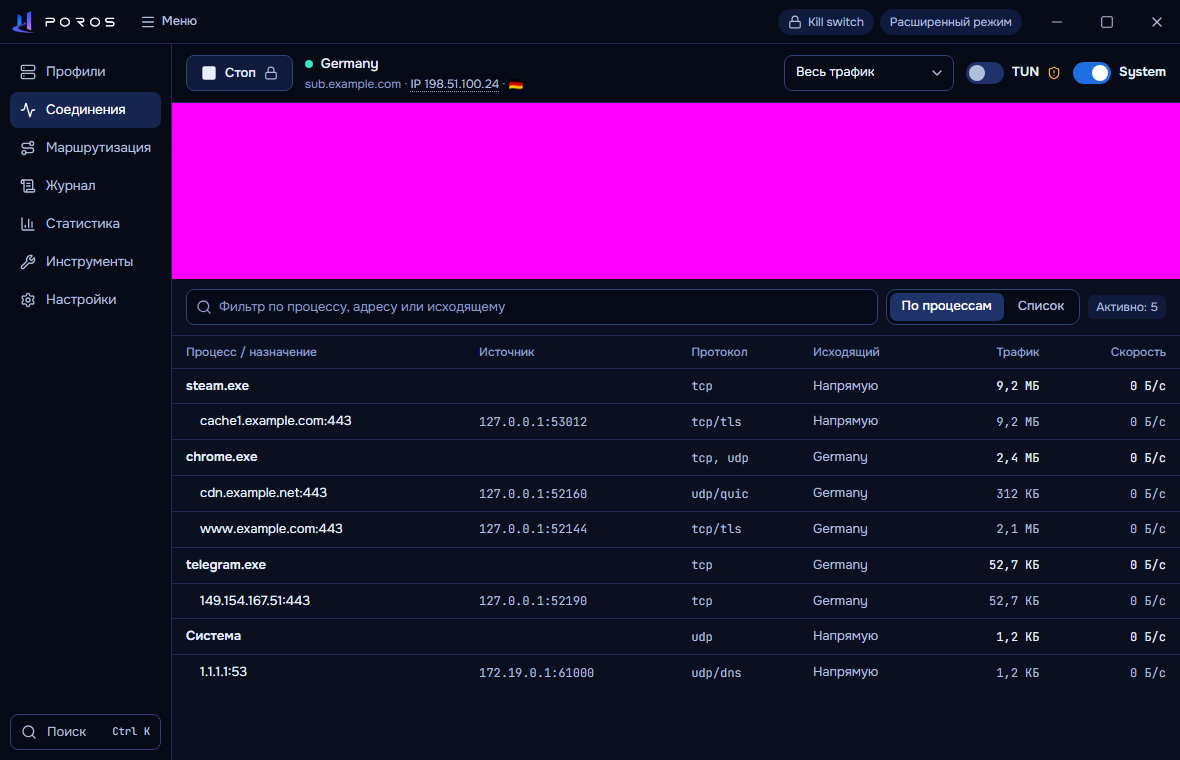 POROS
Меню
Kill switch
Расширенный режим
Профили
Соединения
Маршрутизация
Журнал
Статистика
Инструменты
Настройки
Поиск Ctrl K
Стоп
Germany
sub.example.com · IP 198.51.100.24 ·
Весь трафик
TUN
System
Фильтр по процессу, адресу или исходящему
По процессам
Список
Активно: 5
Процесс / назначение Источник Протокол Исходящий Трафик Скорость
steam.exe tcp Напрямую 9,2 МБ 0 Б/с
cache1.example.com:443 127.0.0.1:53012 tcp/tls Напрямую 9,2 МБ 0 Б/с
chrome.exe tcp, udp Germany 2,4 МБ 0 Б/с
cdn.example.net:443 127.0.0.1:52160 udp/quic Germany 312 КБ 0 Б/с
www.example.com:443 127.0.0.1:52144 tcp/tls Germany 2,1 МБ 0 Б/с
telegram.exe tcp Germany 52,7 КБ 0 Б/с
149.154.167.51:443 127.0.0.1:52190 tcp Germany 52,7 КБ 0 Б/с
Система udp Напрямую 1,2 КБ 0 Б/с
1.1.1.1:53 172.19.0.1:61000 udp/dns Напрямую 1,2 КБ 0 Б/с